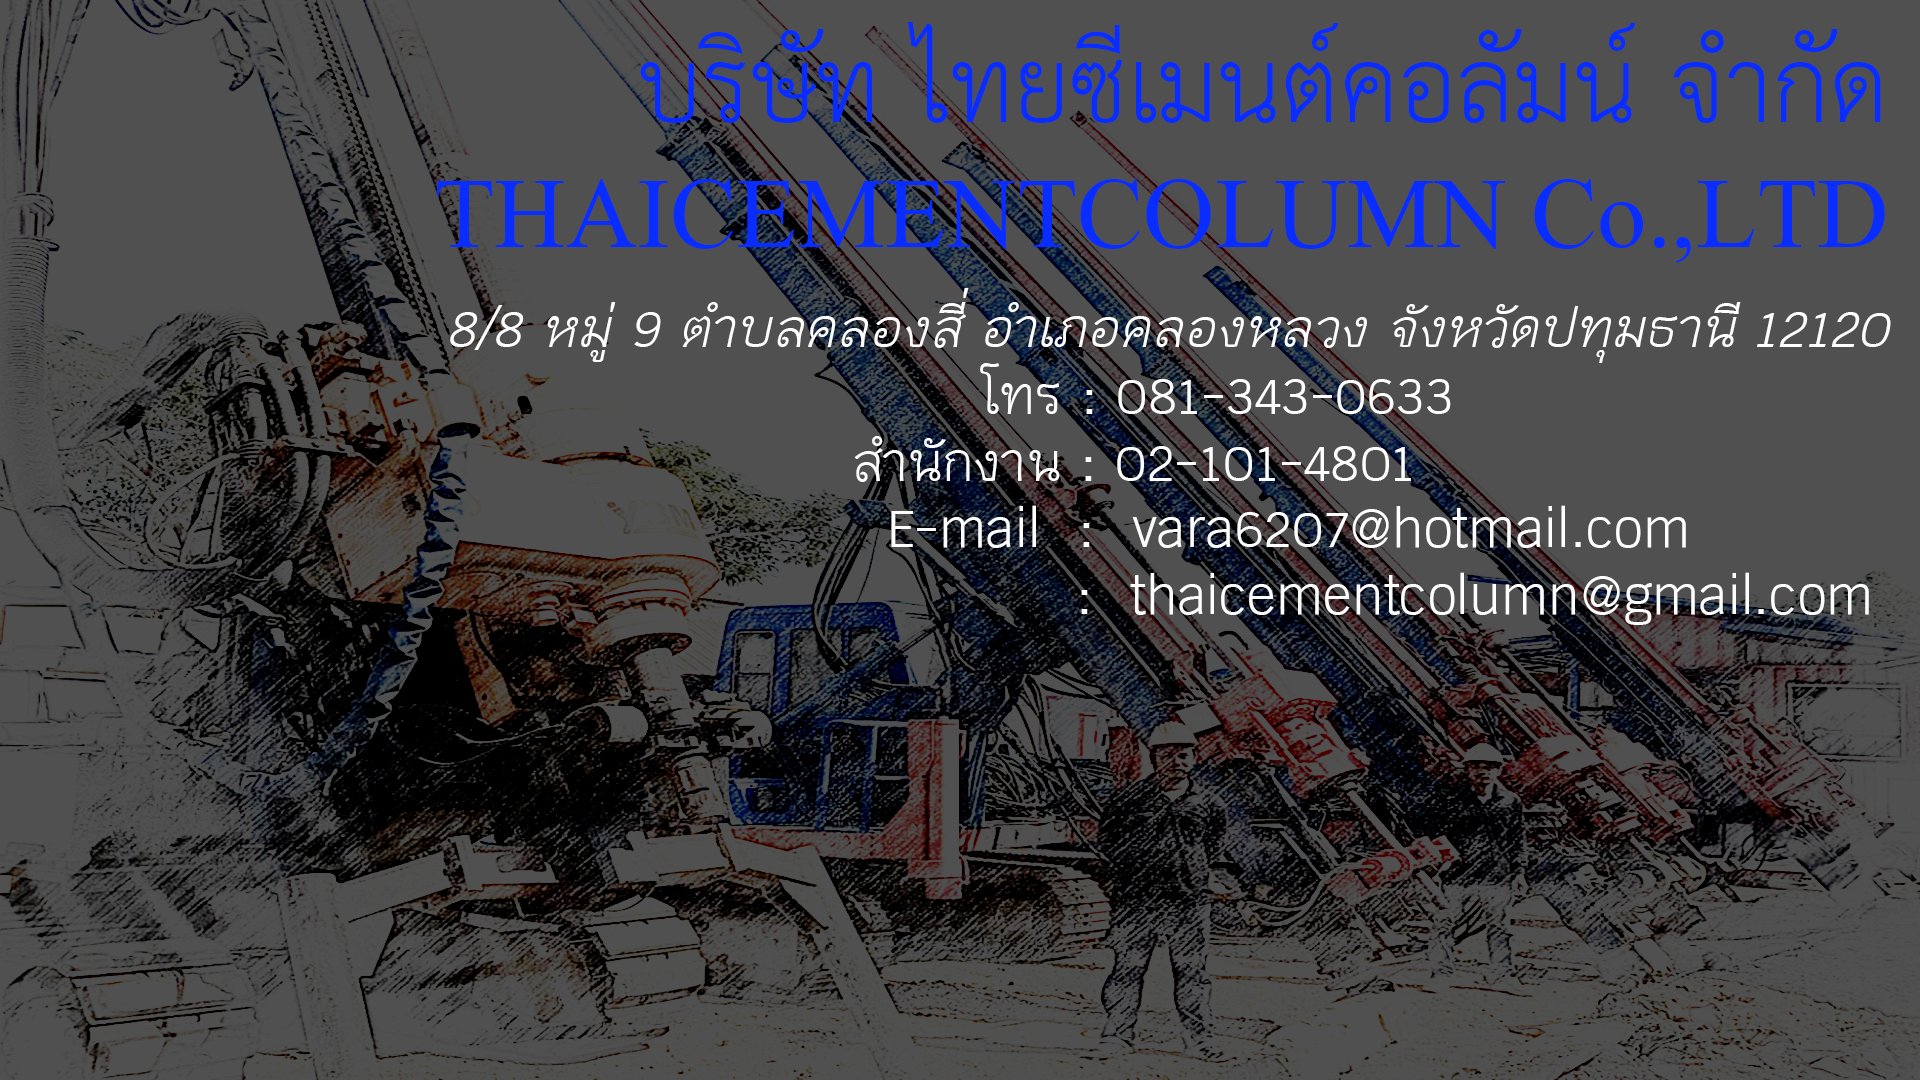 บริษัท ไทยซีเมนต์คอลัมน์ จำกัด
THAICEMENTCOLUMN Co.,LTD
8/8 หมู่ 9 ตำบลคลองสี่ อำเภอคลองหลวง จังหวัดปทุมธานี 12120
โทร : 081-343-0633
สำนักงาน : 02-101-4801
E-mail : vara6207@hotmail.com
: thaicementcolumn@gmail.com